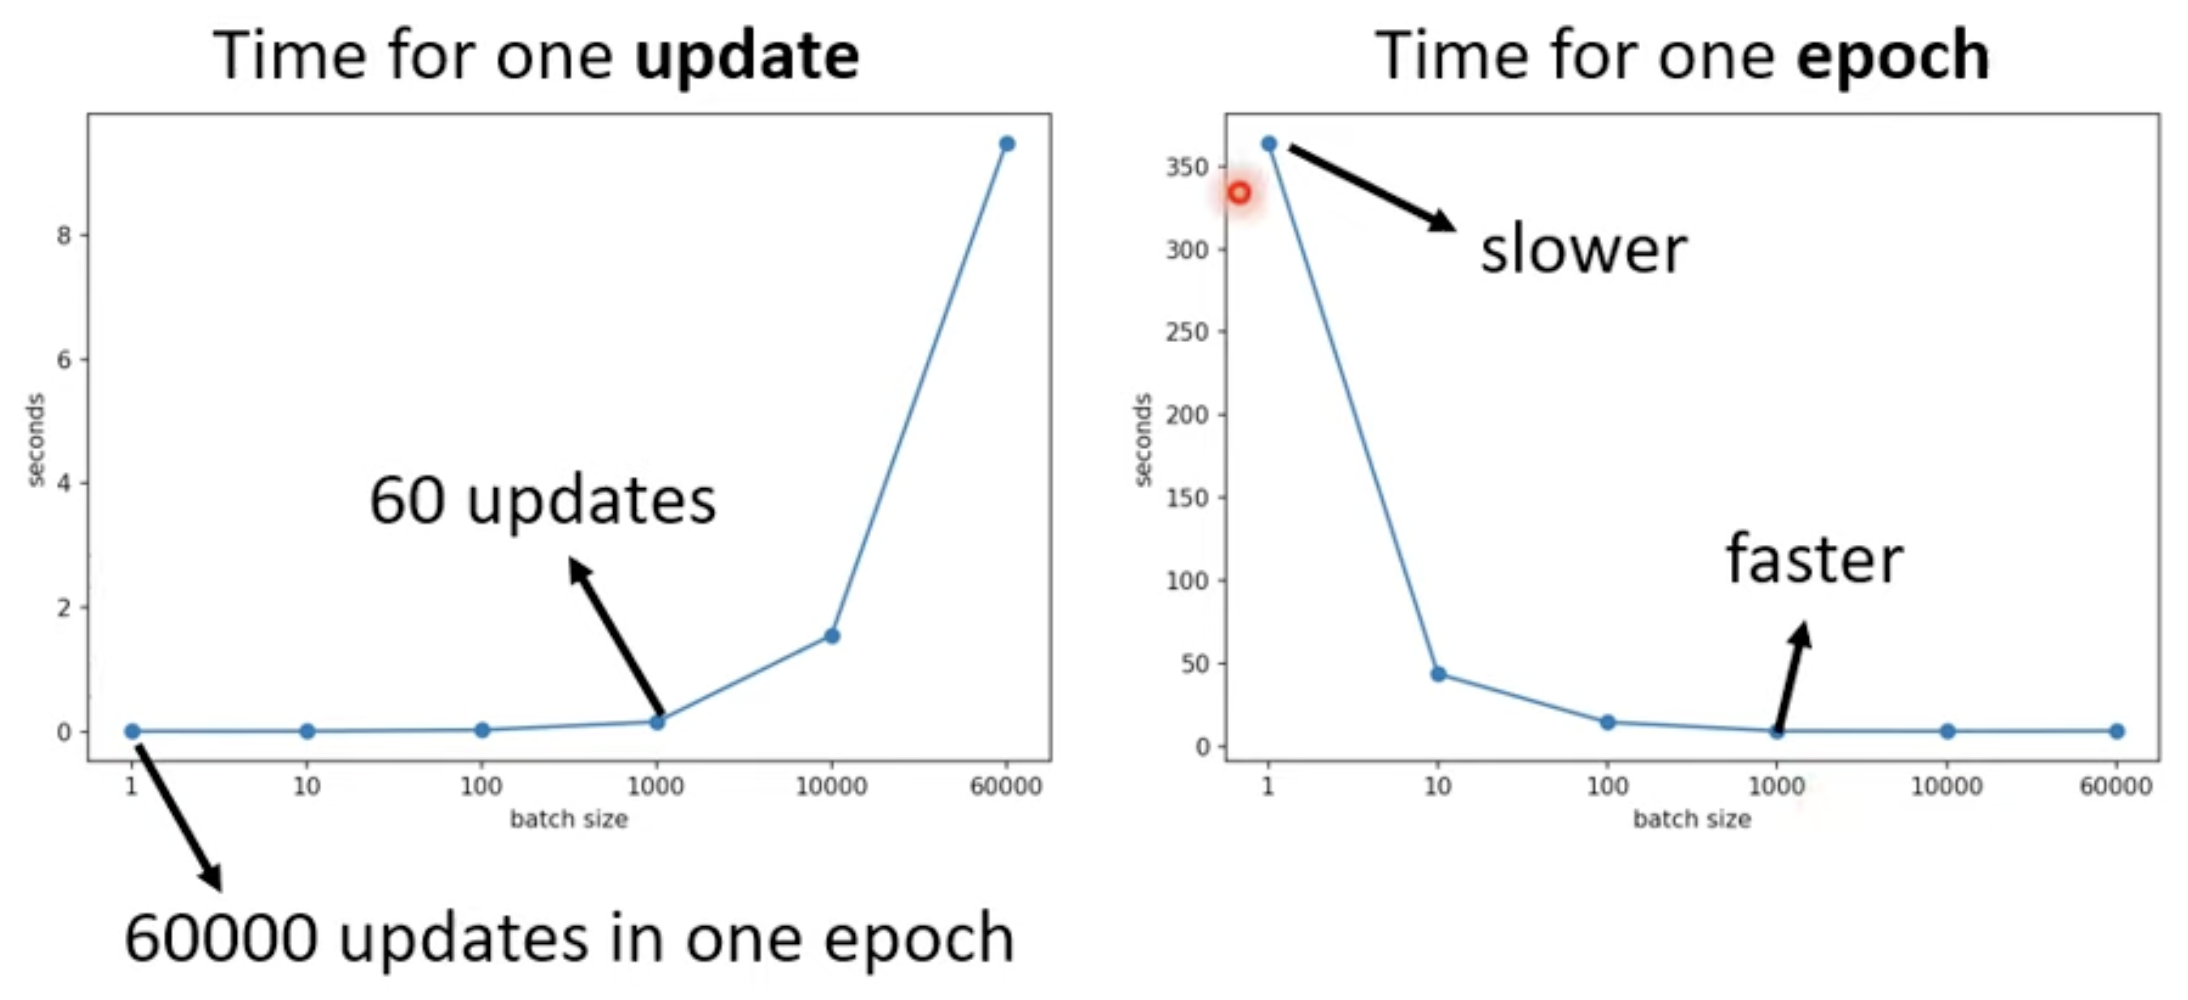 Time for one update
8
6
4
2
0
seconds
60 updates
1 10 100 1000 10000 60000
batch size
60000 updates in one epoch
Time for one epoch
350
300
250
200
150
100
50
0
seconds
slower
faster
1 10 100 1000 10000 60000
batch size